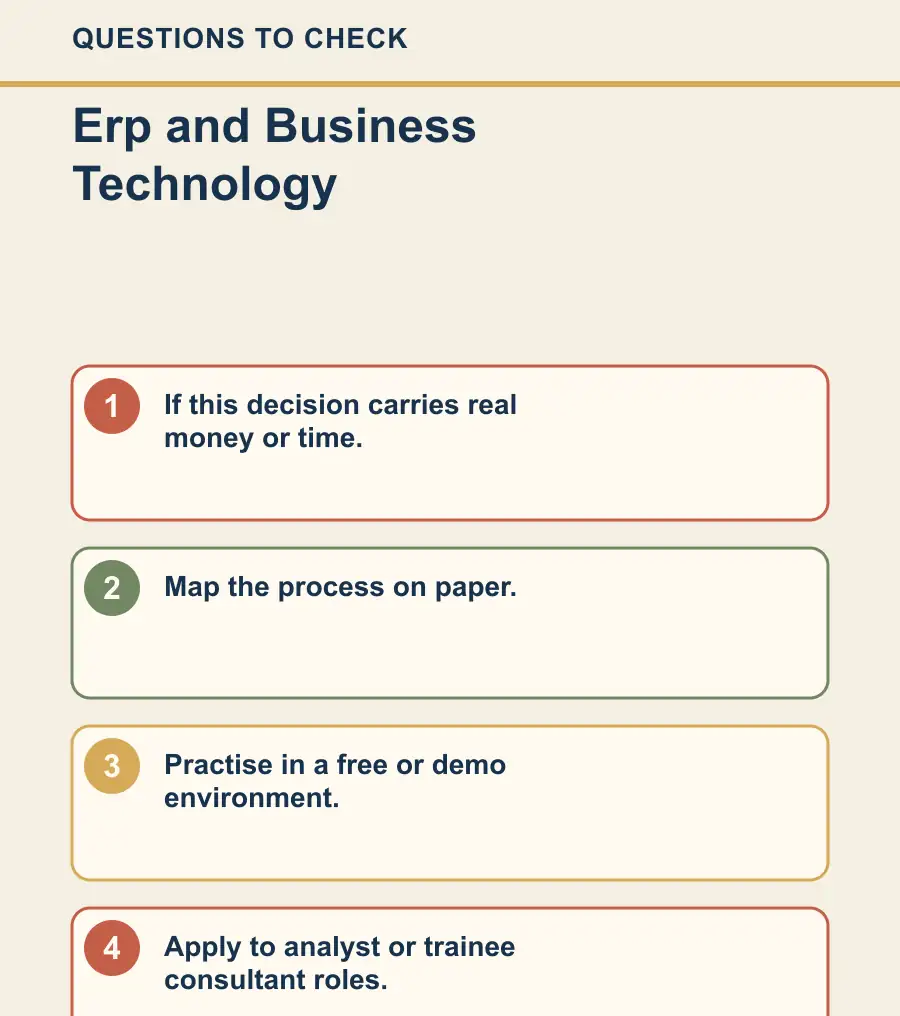 QUESTIONS TO CHECK
Erp and Business
Technology
1
If this decision carries real
money or time.
2
Map the process on paper.
3
Practise in a free or demo
environment.
4
Apply to analyst or trainee
consultant roles.